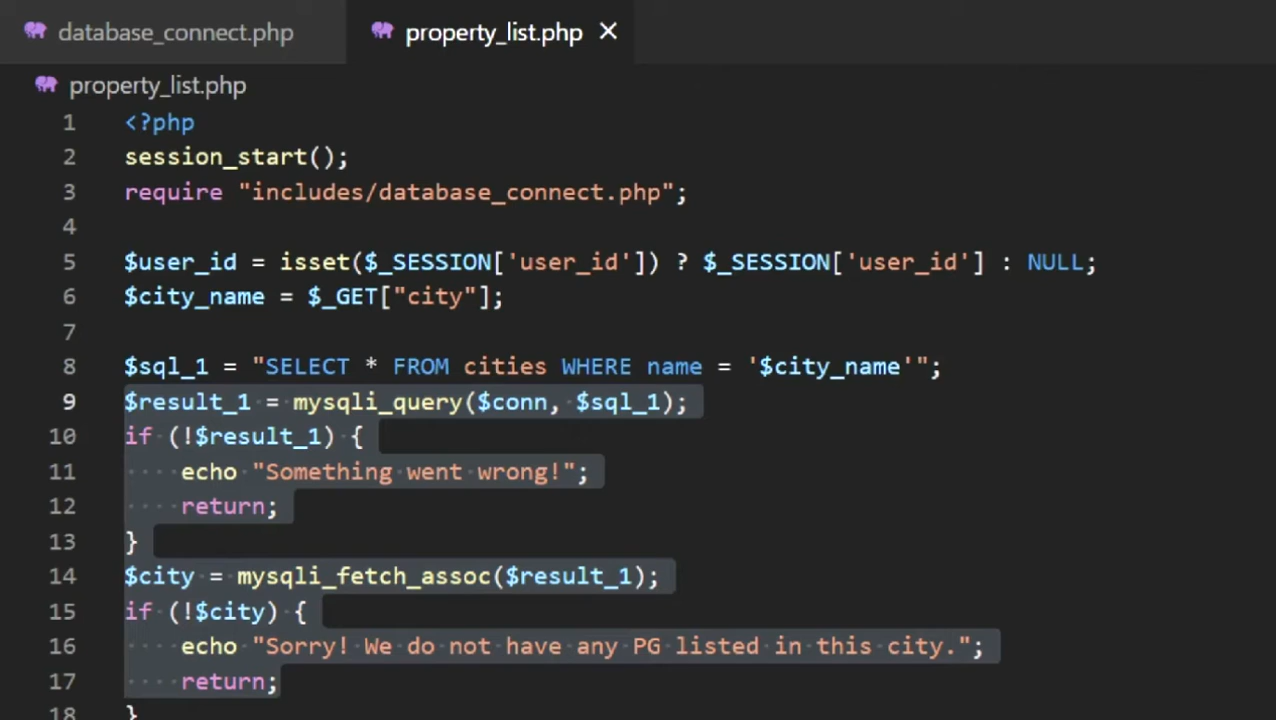 database_connect.php property_list.php ×
property_list.php
1 <?php
2 session_start();
3 require "includes/database_connect.php";
4
5 $user_id = isset($_SESSION['user_id']) ? $_SESSION['user_id'] : NULL;
6 $city_name = $_GET["city"];
7
8 $sql_1 = "SELECT * FROM cities WHERE name = '$city_name'";
9 $result_1 = mysqli_query($conn, $sql_1);
10 if (!$result_1) {
11     echo "Something went wrong!";
12     return;
13 }
14 $city = mysqli_fetch_assoc($result_1);
15 if (!$city) {
16     echo "Sorry! We do not have any PG listed in this city.";
17     return;
18 }